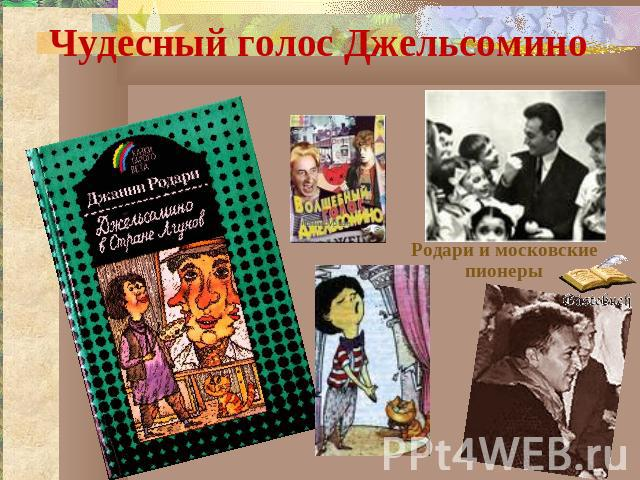 Чудесный голос Джельсомино
Джанни Родари
Джельсомино
в Стране Лгунов
ВОЛШЕБНЫЙ
ГОЛОС
ДЖЕЛЬСОМИНО
Родари и московские
пионеры
PPt4WEB.ru